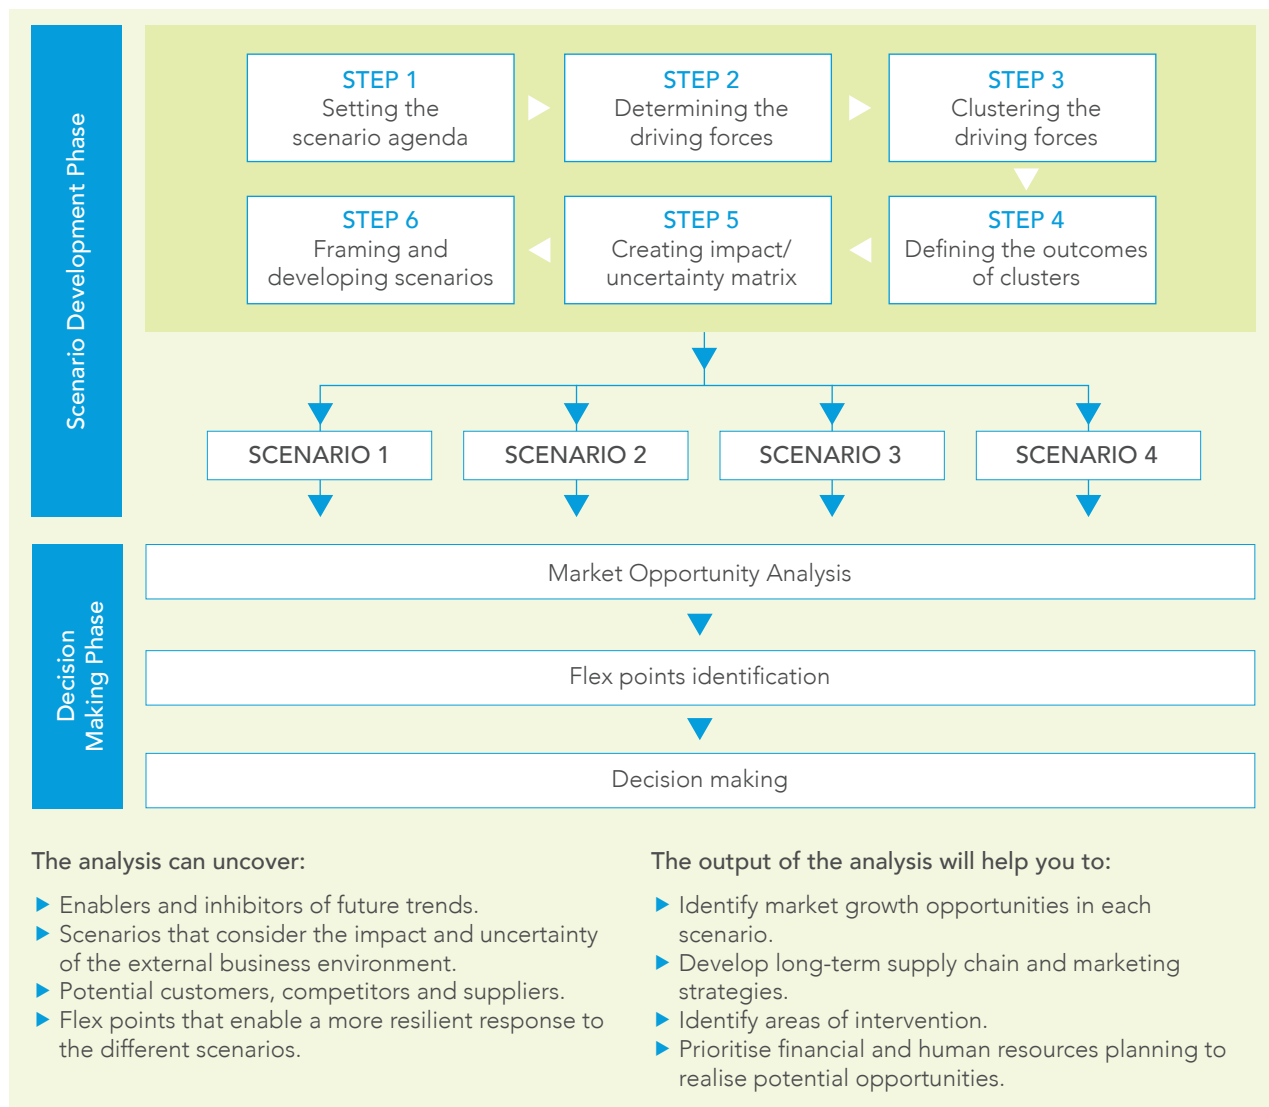 Scenario Development Phase
STEP 1
Setting the
scenario agenda
STEP 2
Determining the
driving forces
STEP 3
Clustering the
driving forces
STEP 6
Framing and
developing scenarios
STEP 5
Creating impact/
uncertainty matrix
STEP 4
Defining the outcomes
of clusters
SCENARIO 1
SCENARIO 2
SCENARIO 3
SCENARIO 4
Decision
Making Phase
Market Opportunity Analysis
Flex points identification
Decision making
The analysis can uncover:
Enablers and inhibitors of future trends.
Scenarios that consider the impact and uncertainty
of the external business environment.
Potential customers, competitors and suppliers.
Flex points that enable a more resilient response to
the different scenarios.
The output of the analysis will help you to:
Identify market growth opportunities in each
scenario.
Develop long-term supply chain and marketing
strategies.
Identify areas of intervention.
Prioritise financial and human resources planning to
realise potential opportunities.